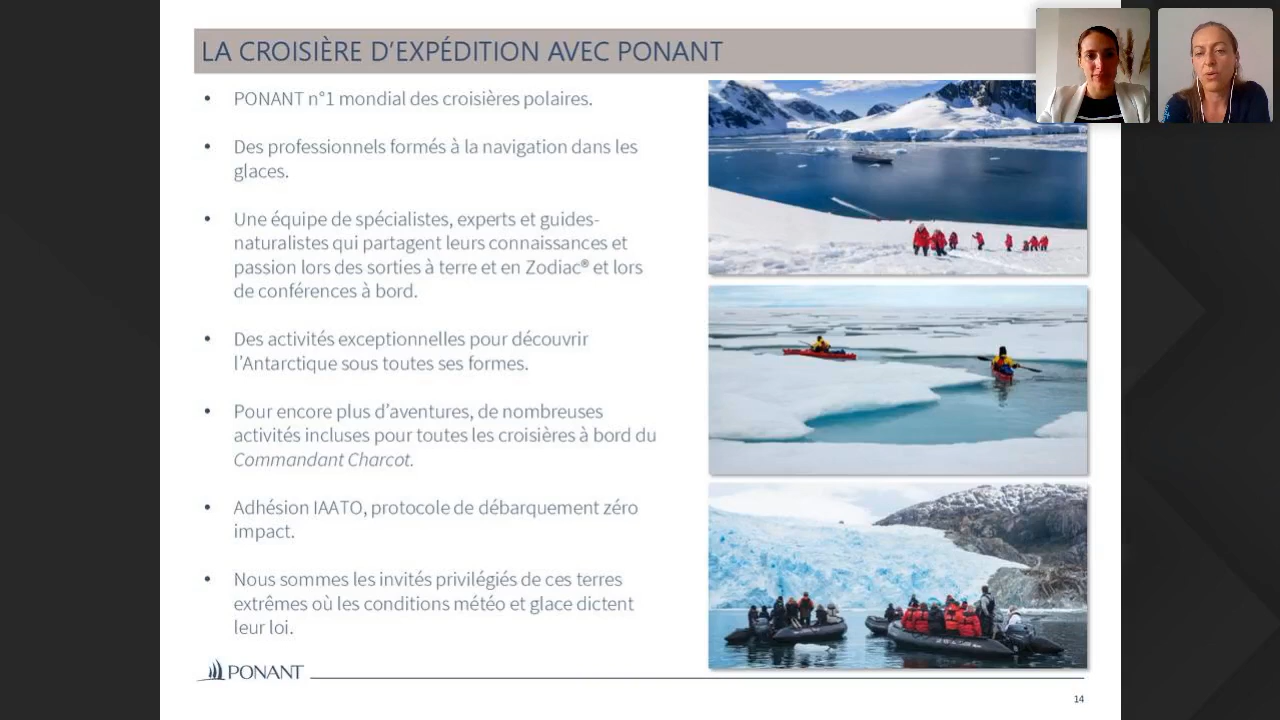 LA CROISIÈRE D'EXPÉDITION AVEC PONANT
• PONANT n°1 mondial des croisières polaires.
• Des professionnels formés à la navigation dans les
glaces.
• Une équipe de spécialistes, experts et guides-
naturalistes qui partagent leurs connaissances et
passion lors des sorties à terre et en Zodiac® et lors
de conférences à bord.
• Des activités exceptionnelles pour découvrir
l'Antarctique sous toutes ses formes.
• Pour encore plus d'aventures, de nombreuses
activités incluses pour toutes les croisières à bord du
Commandant Charcot.
• Adhésion IAATO, protocole de débarquement zéro
impact.
• Nous sommes les invités privilégiés de ces terres
extrêmes où les conditions météo et glace dictent
leur loi.
PONANT
14